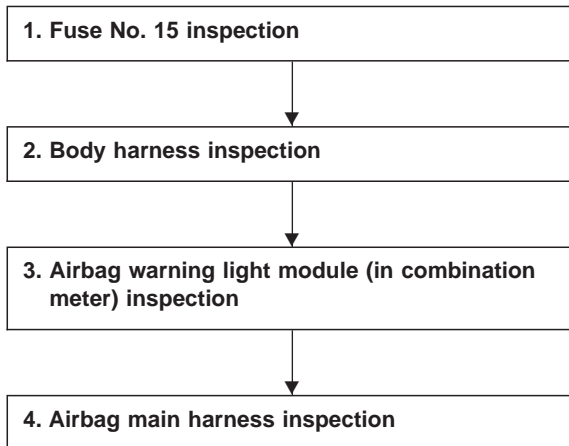 1. Fuse No. 15 inspection
2. Body harness inspection
3. Airbag warning light module (in combination
meter) inspection
4. Airbag main harness inspection